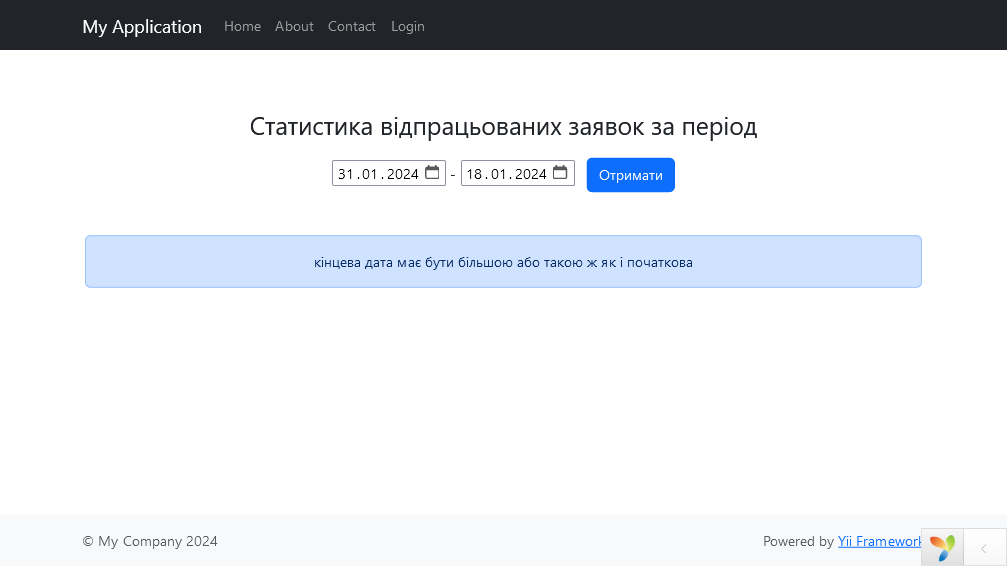 My Application Home About Contact Login
Статистика відпрацьованих заявок за період
31.01.2024 - 18.01.2024 Отримати
кінцева дата має бути більшою або такою ж як і початкова
© My Company 2024 Powered by Yii Framework